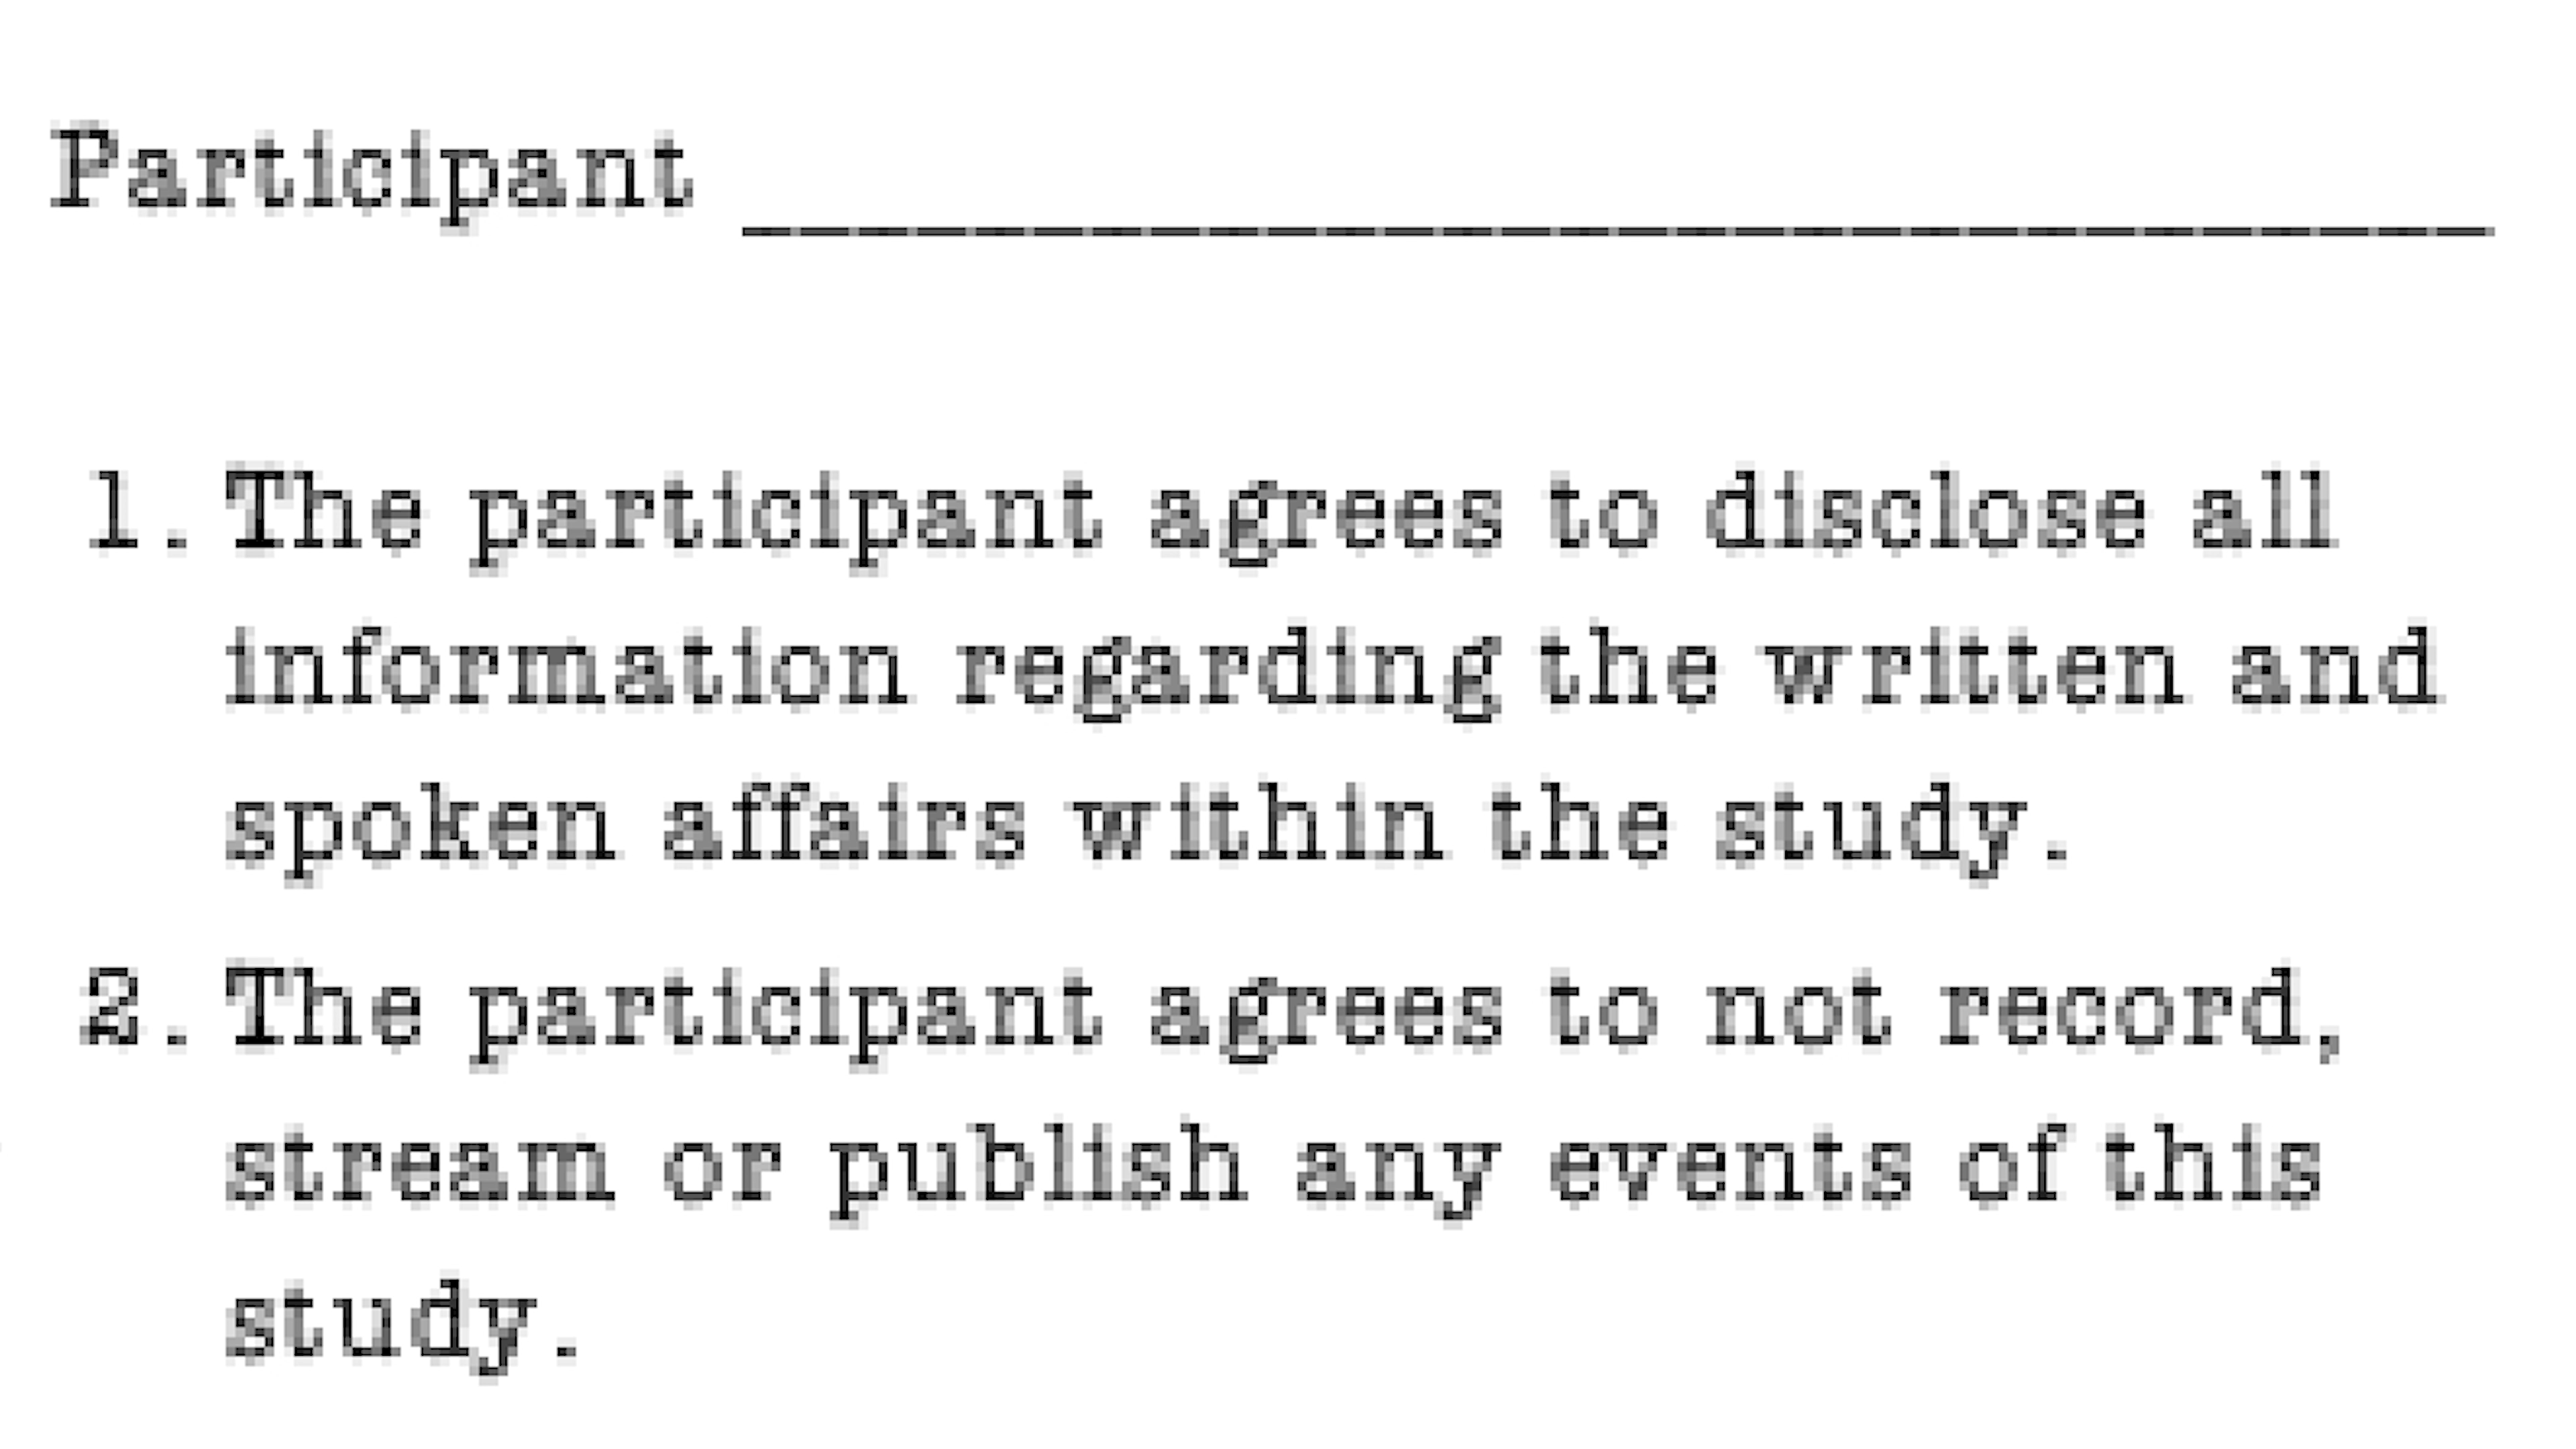 Participant ______________________________
1. The participant agrees to disclose all
information regarding the written and
spoken affairs within the study.
2. The participant agrees to not record,
stream or publish any events of this
study.